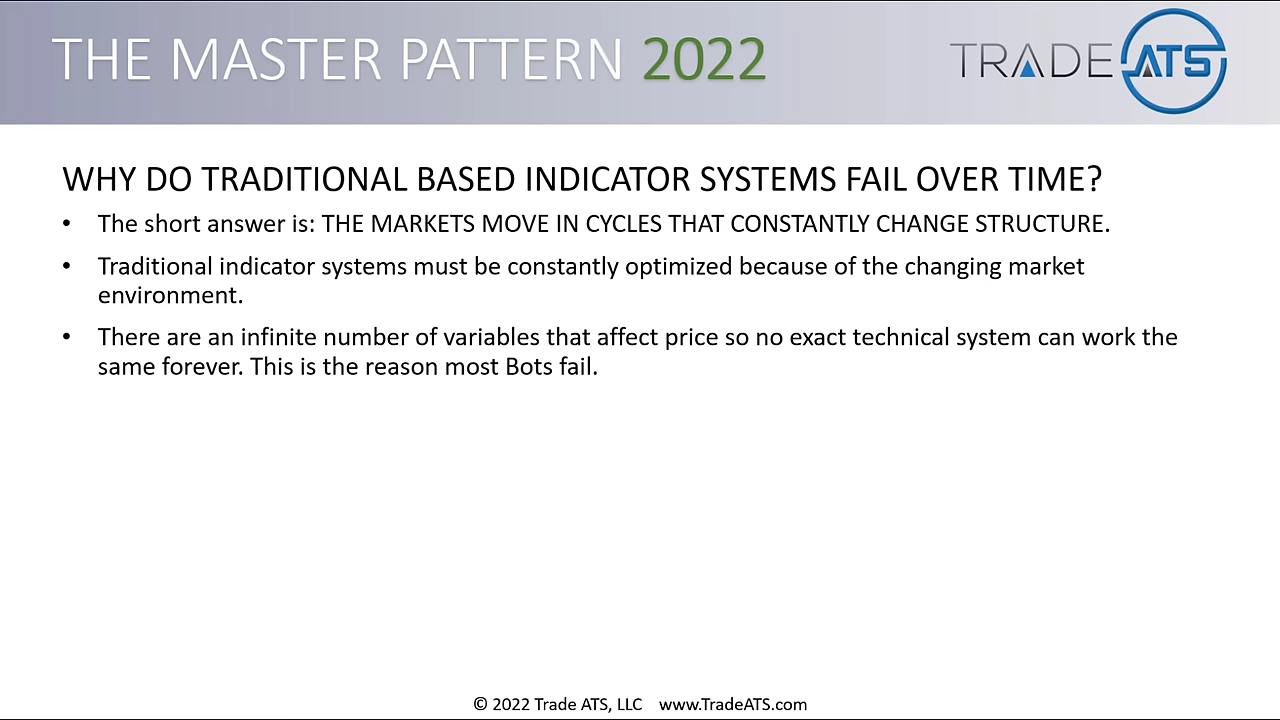 THE MASTER PATTERN 2022
TRADE ATS
WHY DO TRADITIONAL BASED INDICATOR SYSTEMS FAIL OVER TIME?
• The short answer is: THE MARKETS MOVE IN CYCLES THAT CONSTANTLY CHANGE STRUCTURE.
• Traditional indicator systems must be constantly optimized because of the changing market
environment.
• There are an infinite number of variables that affect price so no exact technical system can work the
same forever. This is the reason most Bots fail.
© 2022 Trade ATS, LLC www.TradeATS.com